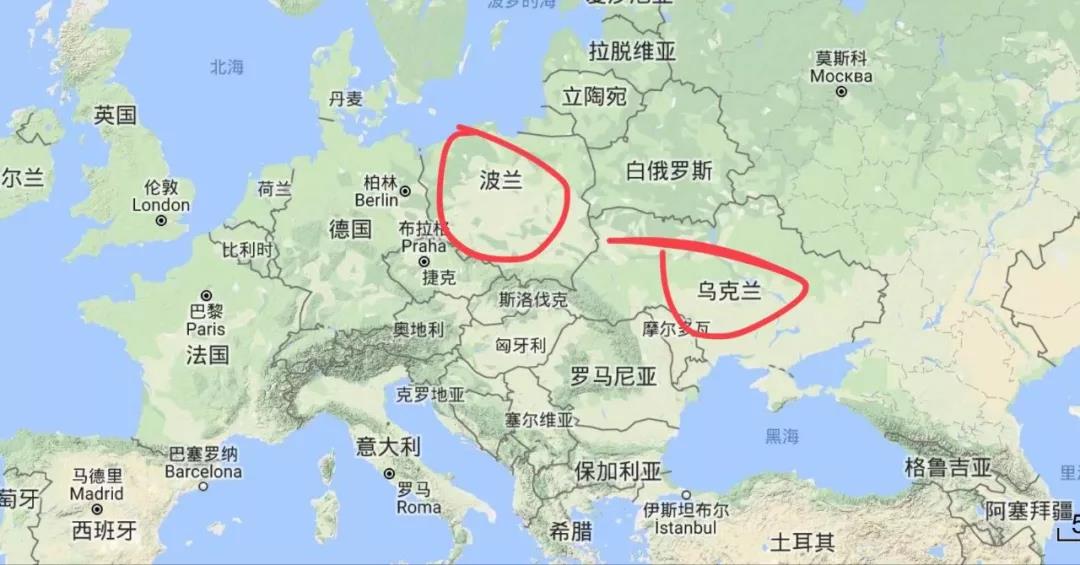 波罗的海
拉脱维亚
莫斯科
Москва
北海
丹麦
立陶宛
英国
白俄罗斯
波兰
尔兰
伦敦
London
荷兰
柏林
Berlin
德国
布拉格
Praha
比利时
捷克
乌克兰
斯洛伐克
巴黎
Paris
奥地利
摩尔多瓦
匈牙利
法国
罗马尼亚
克罗地亚
塞尔维亚
黑海
意大利
巴塞罗纳
Barcelona
保加利亚
格鲁吉亚
马德里
Madrid
罗马
Roma
萄牙
伊斯坦布尔
İstanbul
阿塞拜疆
西班牙
希腊
土耳其